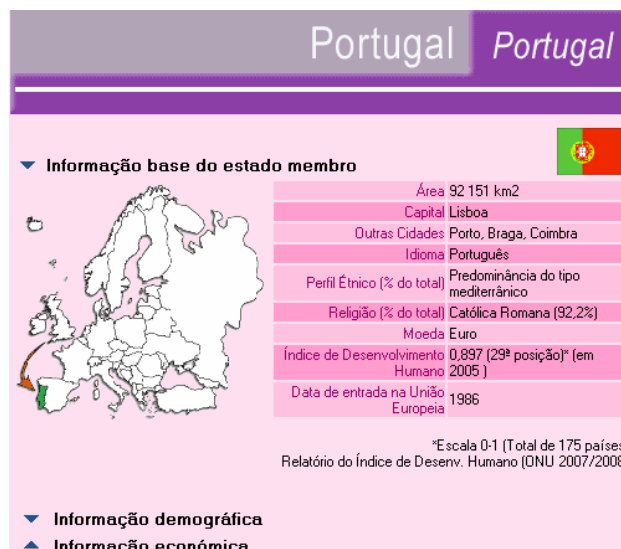 Portugal Portugal
Informação base do estado membro
Área 92 151 km2
Capital Lisboa
Outras Cidades Porto, Braga, Coimbra
Idioma Português
Perfil Étnico (% do total) Predominância do tipo
mediterrânico
Religião (% do total) Católica Romana (92,2%)
Moeda Euro
Índice de Desenvolvimento 0,897 (29ª posição)* (em
Humano 2005 )
Data de entrada na União
Europeia 1986
*Escala 0-1 (Total de 175 países
Relatório do Índice de Desenv. Humano (ONU 2007/2008
Informação demográfica
Informação económica